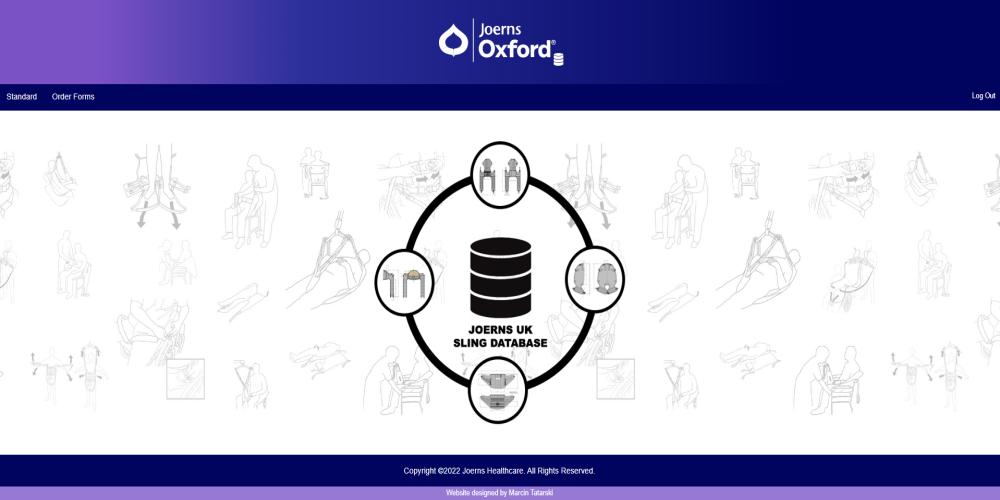 Joerns
Oxford®
Standard Order Forms Log Out
JOERNS UK
SLING DATABASE
Copyright ©2022 Joerns Healthcare. All Rights Reserved.
Website designed by Marcin Tatarski